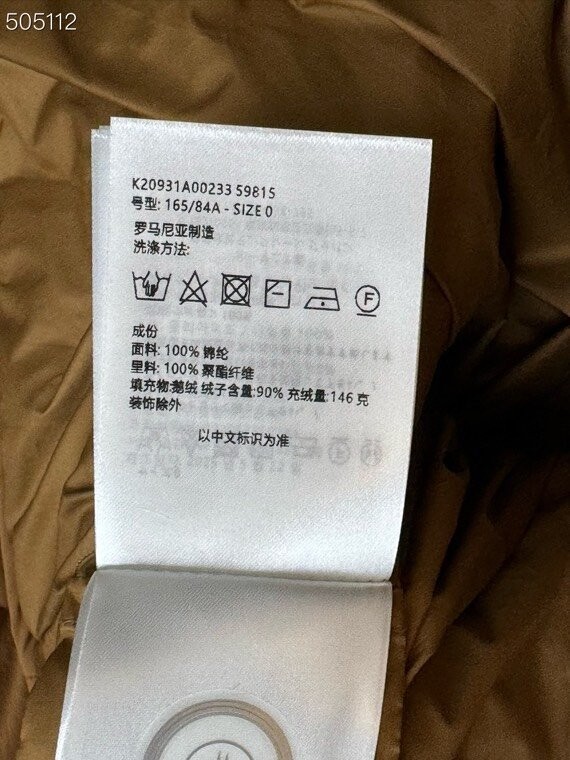 505112
K20931A00233 59815
号型: 165/84A - SIZE 0
罗马尼亚制造
洗涤方法:
F
成份
面料: 100% 锦纶
里料: 100% 聚酯纤维
填充物:鹅绒 绒子含量:90% 充绒量:146 克
装饰除外
以中文标识为准